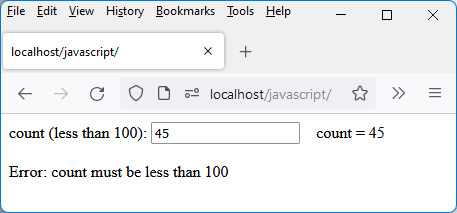 File Edit View History Bookmarks Tools Help
localhost/javascript/
localhost/javascript/
count (less than 100): 45 count = 45
Error: count must be less than 100